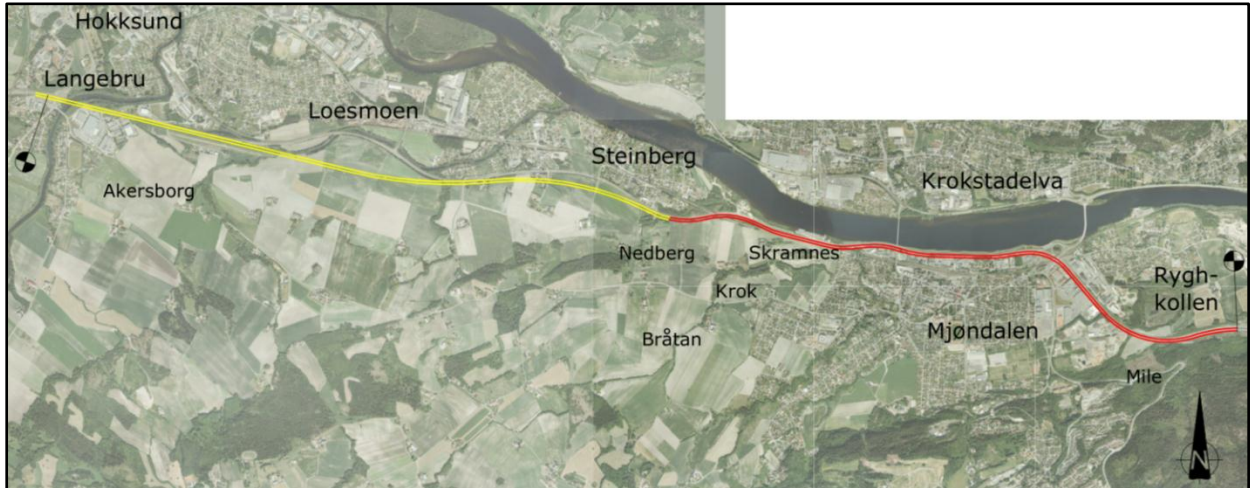 Hokksund
Langebru
Loesmoen
Steinberg
Akersborg
Krokstadelva
Nedberg
Skramnes
Krok
Rygh-
kollen
Bråtan
Mjøndalen
Mile
N